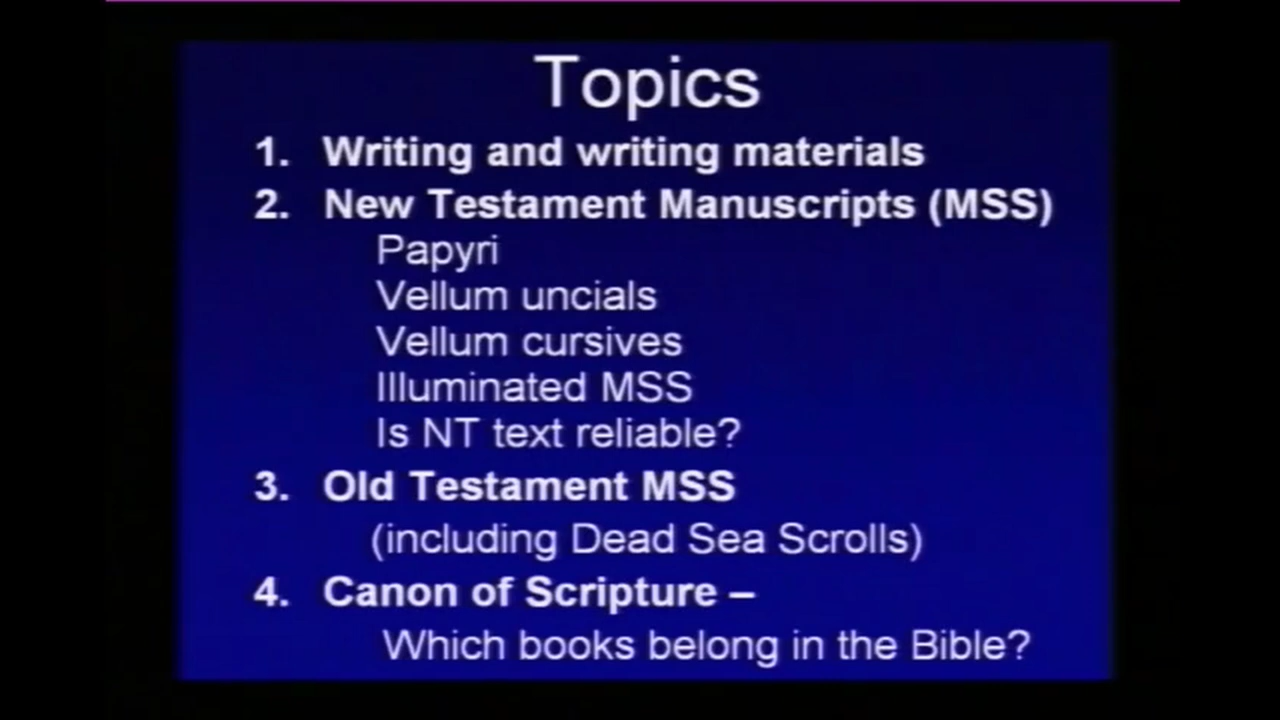 Topics
1. Writing and writing materials
2. New Testament Manuscripts (MSS)
Papyri
Vellum uncials
Vellum cursives
Illuminated MSS
Is NT text reliable?
3. Old Testament MSS
(including Dead Sea Scrolls)
4. Canon of Scripture –
Which books belong in the Bible?